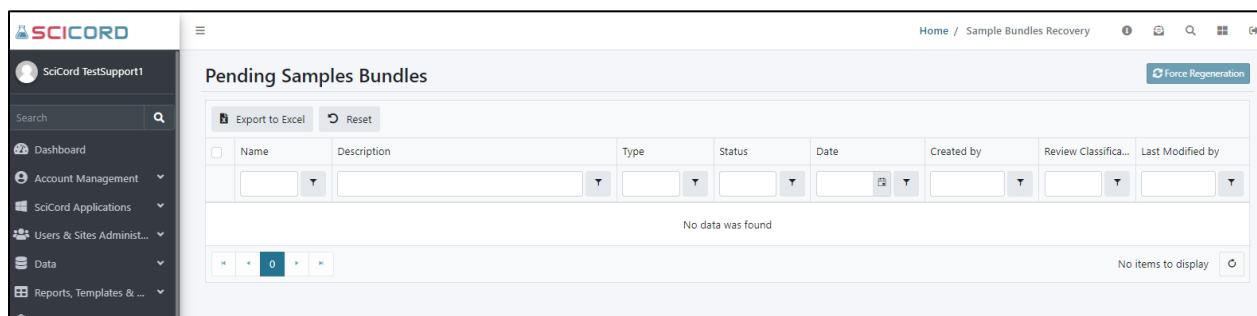 SCICORD
Home / Sample Bundles Recovery
SciCord TestSupport1
Pending Samples Bundles
Force Regeneration
Search
Export to Excel Reset
Name Description Type Status Date Created by Review Classifica... Last Modified by
Dashboard
Account Management
SciCord Applications
No data was found
Users & Sites Administ...
Data
0 No items to display
Reports, Templates & ...